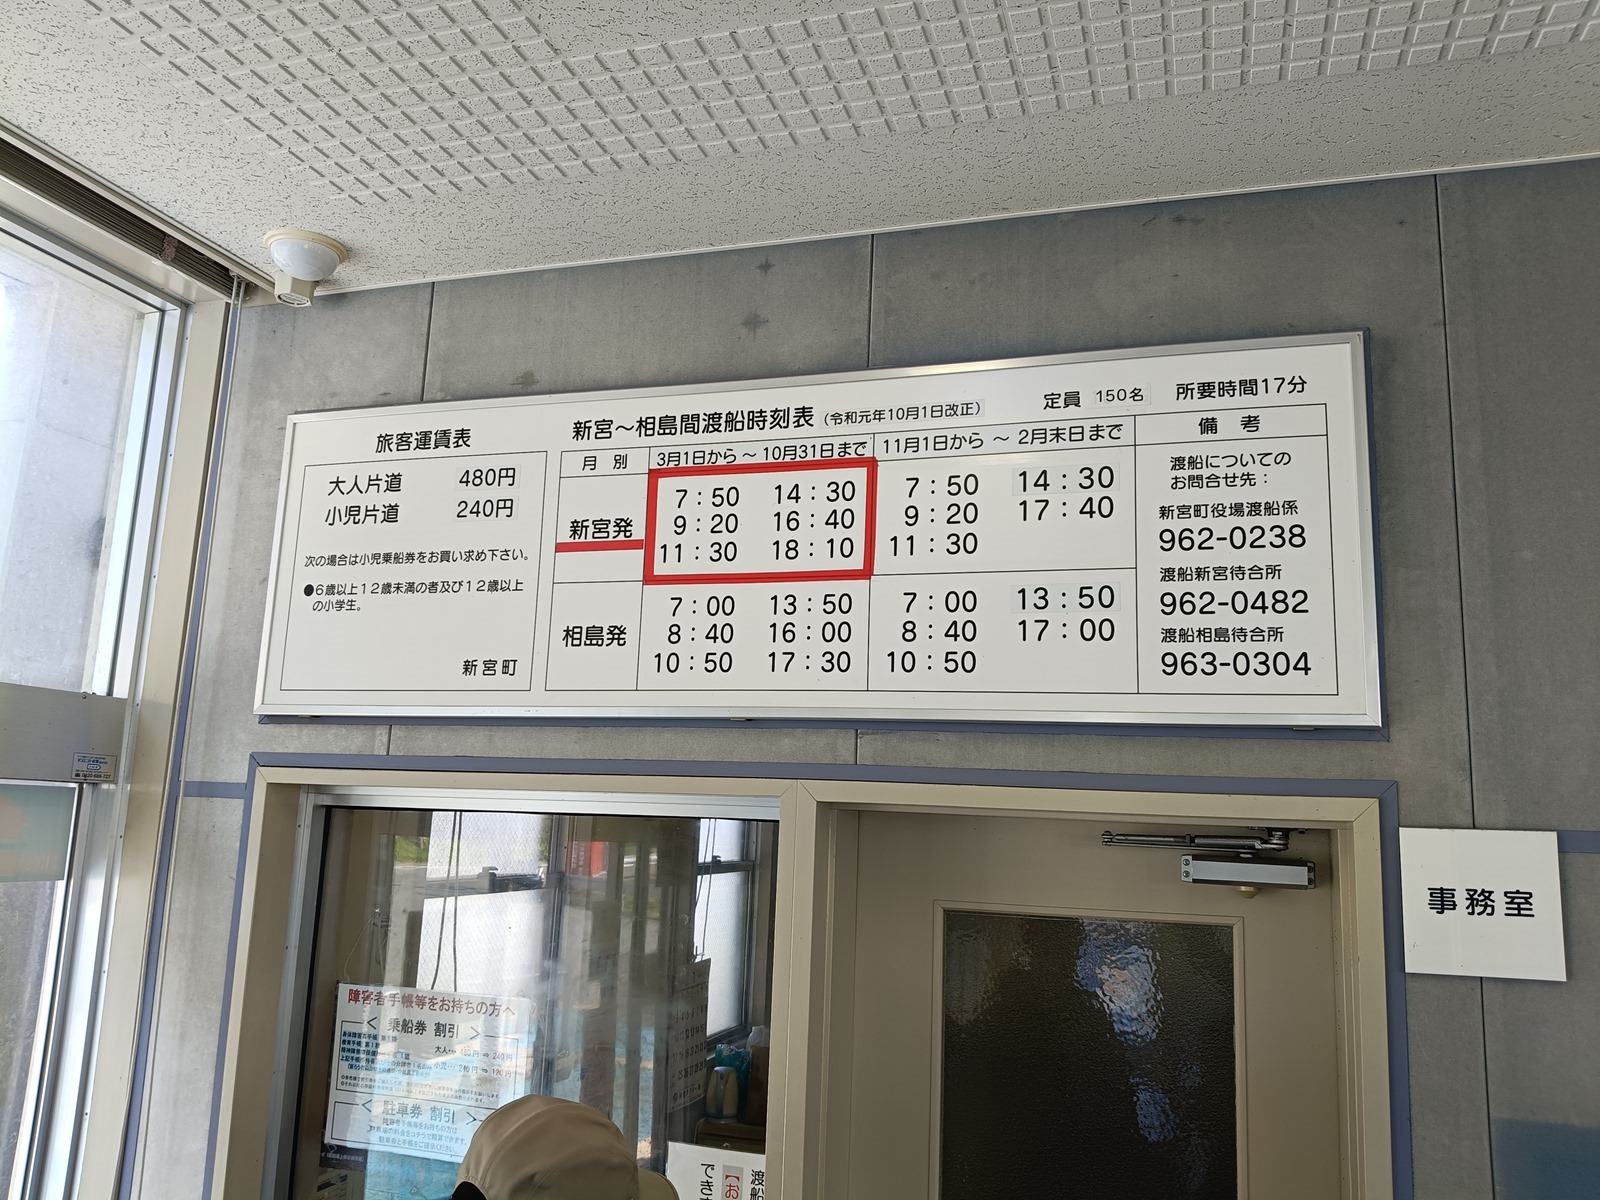 旅客運賃表
大人片道 480円
小児片道 240円
次の場合は小児乗船券をお買い求め下さい。
●6歳以上12歳未満の者及び12歳以上
の小学生。
新宮町
新宮～相島間渡船時刻表 (令和元年10月1日改正)
定員 150名 所要時間17分
月別 3月1日から ～ 10月31日まで 11月1日から ～ 2月末日まで
新宮発
7:50 14:30 7:50 14:30
9:20 16:40 9:20 17:40
11:30 18:10 11:30
相島発
7:00 13:50 7:00 13:50
8:40 16:00 8:40 17:00
10:50 17:30 10:50
備考
渡船についての
お問合せ先：
新宮町役場渡船係
962-0238
渡船新宮待合所
962-0482
渡船相島待合所
963-0304
事務室
障害者手帳等をお持ちの方へ
< 乗船券 割引 >
< 駐車券 割引 >
渡船
【お
でき